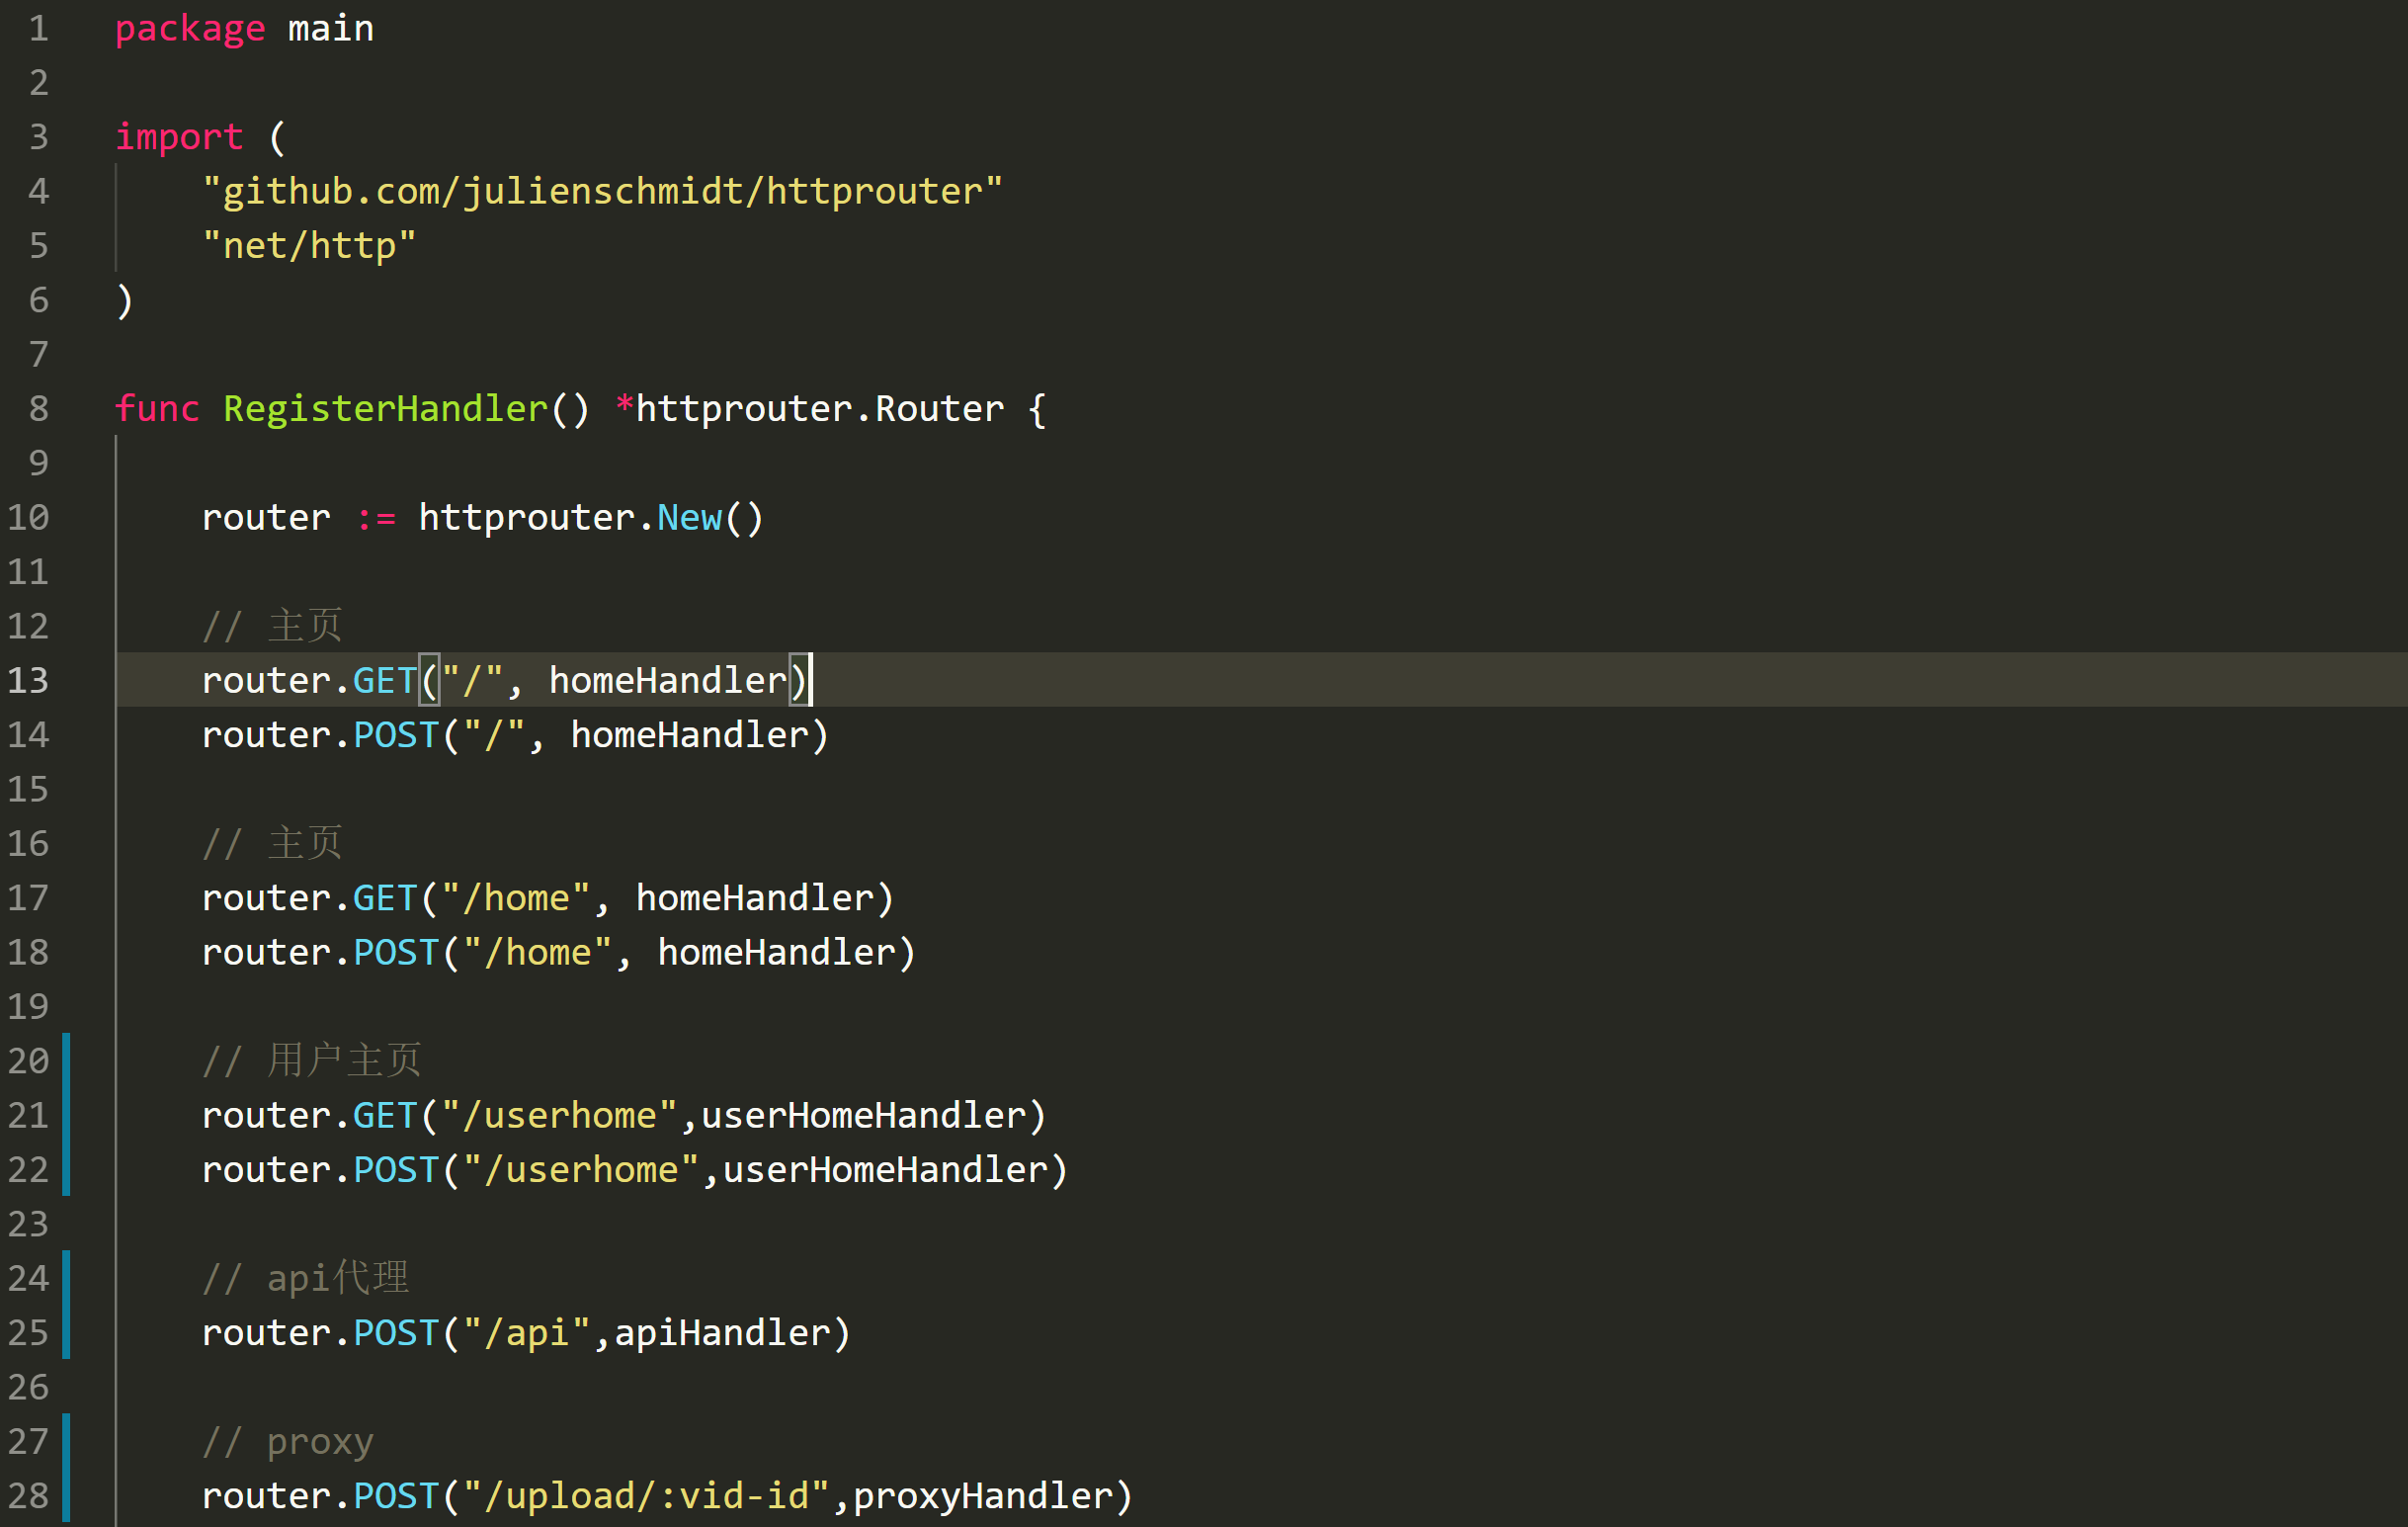 1 package main
2
3 import (
4 "github.com/julienschmidt/httprouter"
5 "net/http"
6 )
7
8 func RegisterHandler() *httprouter.Router {
9
10 router := httprouter.New()
11
12 // 主页
13 router.GET("/", homeHandler)
14 router.POST("/", homeHandler)
15
16 // 主页
17 router.GET("/home", homeHandler)
18 router.POST("/home", homeHandler)
19
20 // 用户主页
21 router.GET("/userhome",userHomeHandler)
22 router.POST("/userhome",userHomeHandler)
23
24 // api代理
25 router.POST("/api",apiHandler)
26
27 // proxy
28 router.POST("/upload/:vid-id",proxyHandler)